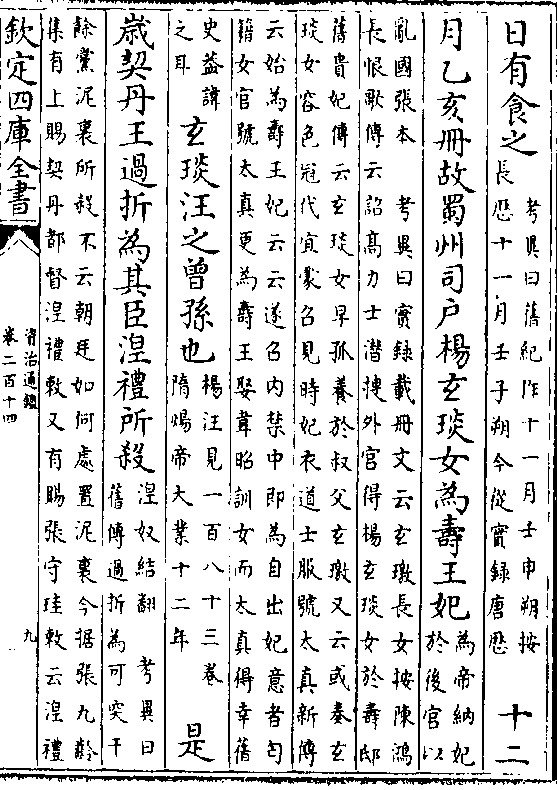 日有食之
考異曰舊紀作十一月壬申朔按
長厯十一月壬子朔今從實録唐厯
十二
月乙亥冊故蜀州司户楊玄琰女為壽王妃
為帝納妃
於後宫以
亂國張本 考異曰實録載冊文云玄璬長女按陳鴻
長恨歌傳云詔髙力士潜搜外宫得楊玄琰女於壽邸
舊貴妃傳云玄琰女早孤養於叔父玄璬又云或奏玄
琰女容色冠代宜蒙召見時妃衣道士服號太真新傳
云始為壽王妃云云遂召内禁中即為自出妃意者匄
籍女官號太真更為壽王娶韋昭訓女而太真得幸舊
史葢諱
之耳
玄琰汪之曾孫也
楊汪見一百八十三卷
隋煬帝大業十二年
是
歳契丹王過折為其臣涅禮所殺
涅奴結翻 考異曰
舊傳過折為可突干
餘黨泥裏所殺不云朝廷如何處置泥裏今据張九齡
集有上賜契丹都督涅禮敕又有賜張守珪敕云涅禮
欽定四庫全書
資治通鑑
卷二百十四
九